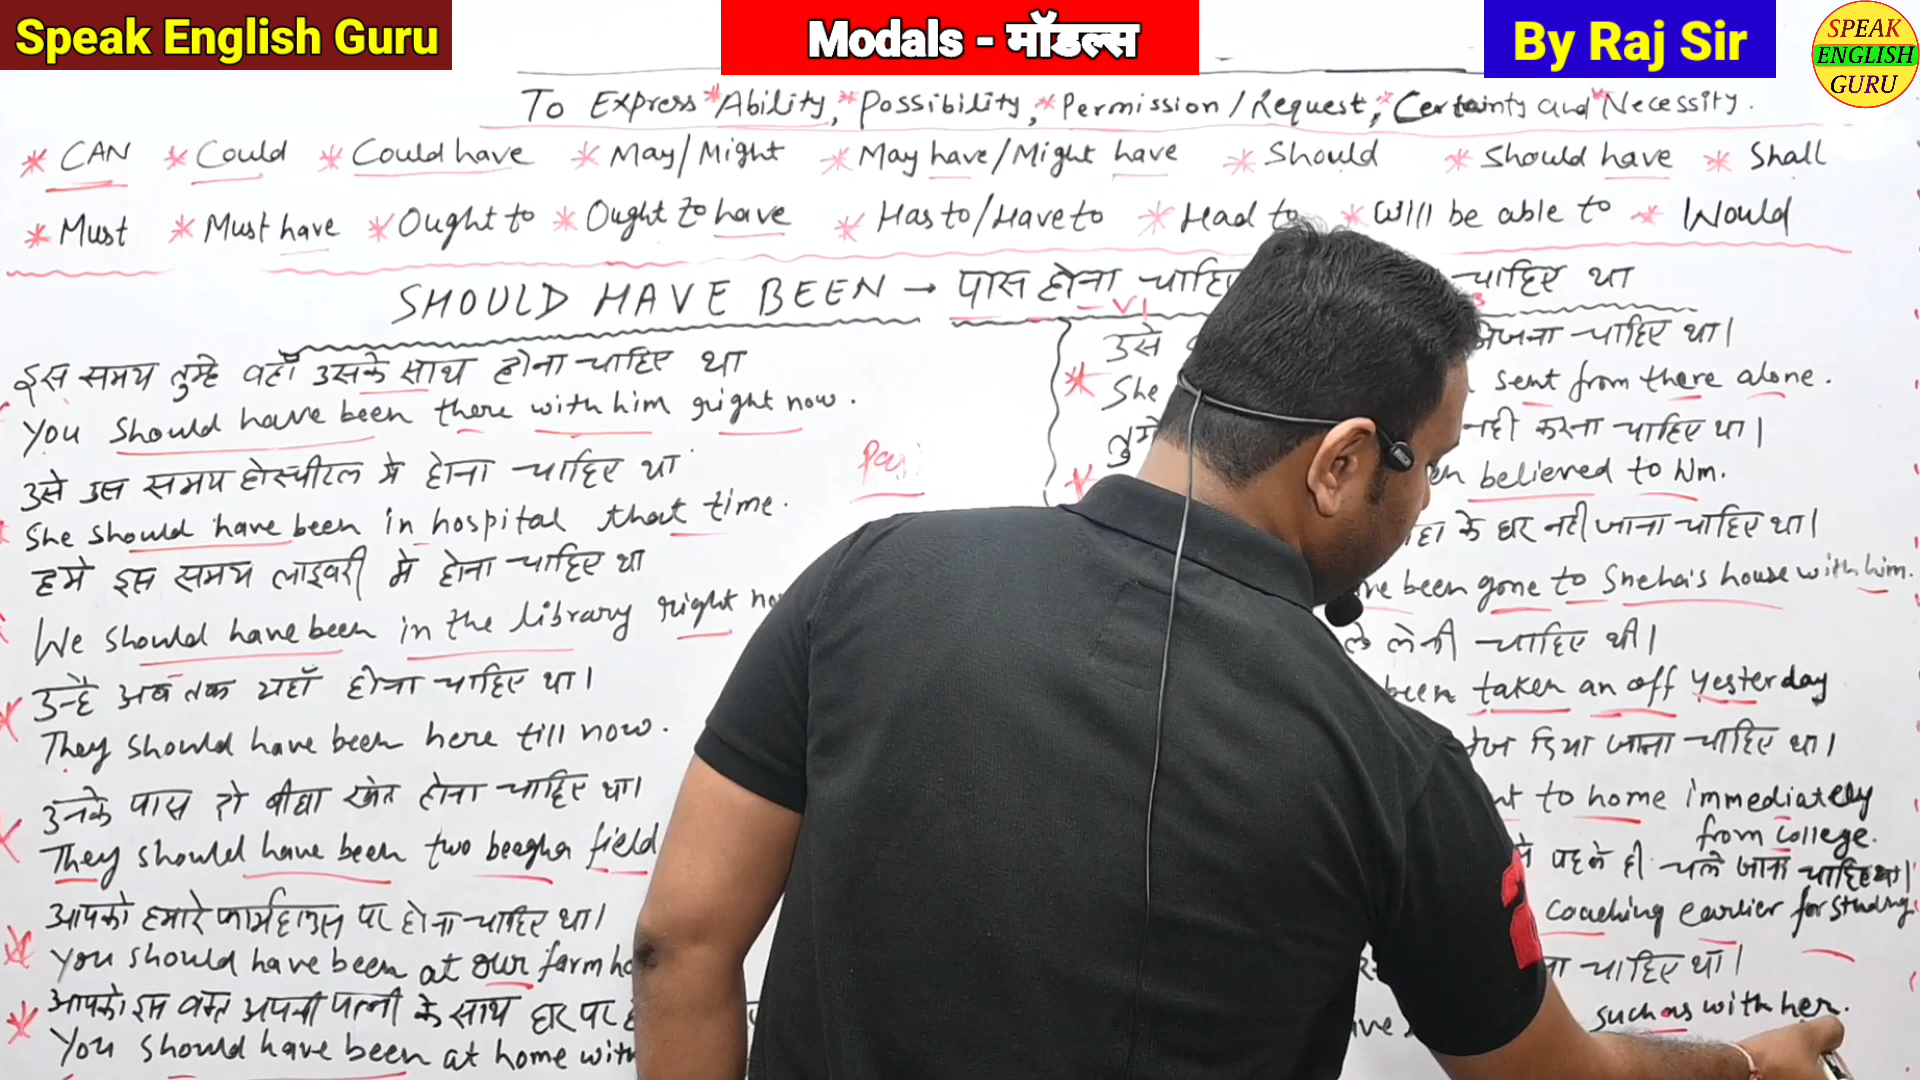 Speak English Guru
Modals - मॉडल्स
By Raj Sir
SPEAK
ENGLISH
GURU
To Express *Ability, *Possibility, *Permission/Request, *Certainty and *Necessity.
* CAN * Could * Could have * May/Might * May have/Might have * Should * Should have * Shall
* Must * Must have * Ought to * Ought to have * Has to/Have to * Had to * Will be able to * Would
SHOULD HAVE BEEN → पास होना चाहि चाहिए था
V1
इस समय तुम्हे वहाँ उसके साथ होना चाहिए था
You should have been there with him right now.
उसे उस समय होस्पीटल मे होना चाहिए था
She should have been in hospital that time.
हमे इस समय लाइब्ररी में होना चाहिए था
We should have been in the library right
उन्हे अब तक यहाँ होना चाहिए था।
They should have been here till now.
उनके पास दो बीघा खेत होना चाहिए था।
They should have been two beegha field
आपको हमारे फार्महाउस पर होना चाहिए था।
You should have been at our farm
आपको इस वक्त अपनी पत्नी के साथ घर पर
You should have been at home with
उसे चाहिए था।
* She sent from there alone.
नही करना चाहिए था।
believed to Nm.
के घर नही जाना चाहिए था।
been gone to Sneha's house with him.
लेनी चाहिए थी।
been taken an off yesterday
दिया जाना चाहिए था।
to home immediately
from college.
पहले ही चले जाना चाहिए था।
coaching earlier for studing
चाहिए था।
such as with her.